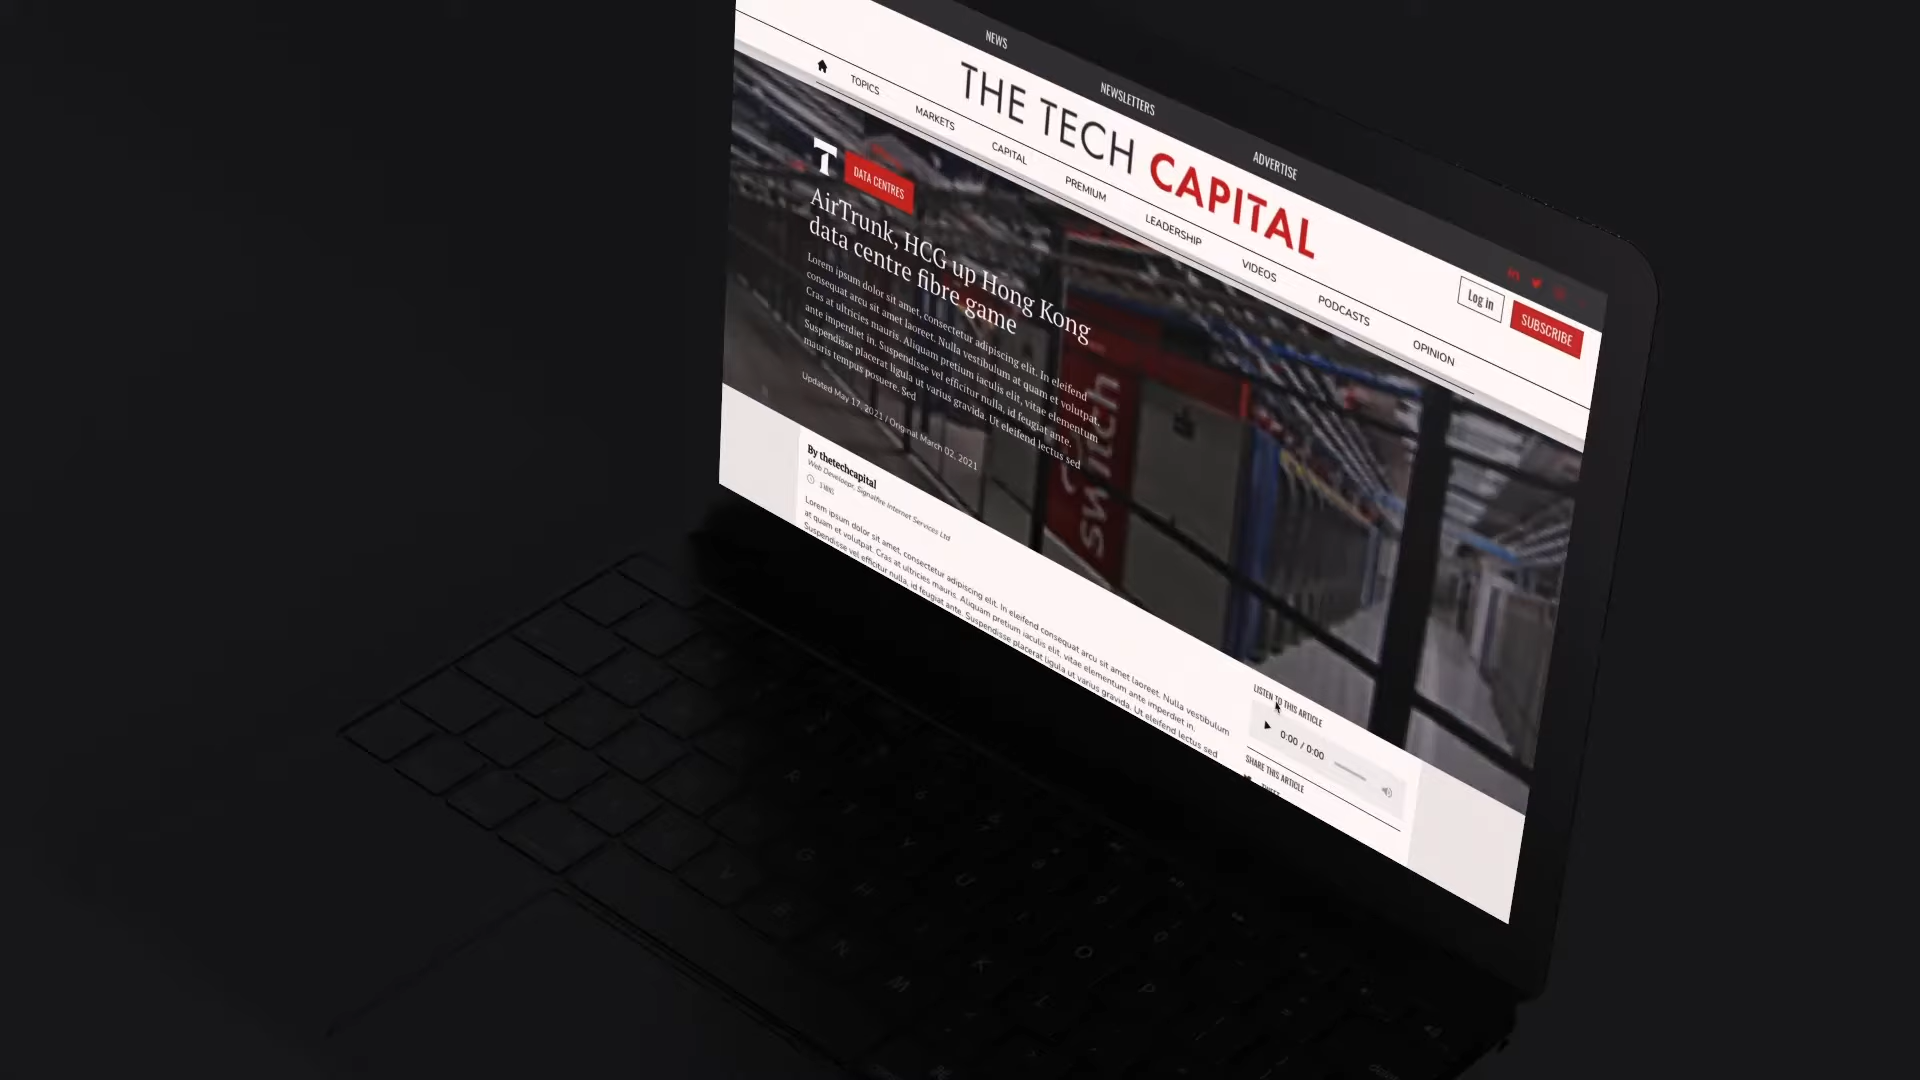 NEWS
NEWSLETTERS
ADVERTISE
THE TECH CAPITAL
Log in
SUBSCRIBE
TOPICS
MARKETS
CAPITAL
PREMIUM
LEADERSHIP
VIDEOS
PODCASTS
OPINION
DATA CENTRES
AirTrunk, HCG up Hong Kong
data centre fibre game
Lorem ipsum dolor sit amet, consectetur adipiscing elit. In eleifend
consequat arcu sit amet laoreet. Nulla vestibulum at quam et volutpat.
Cras at ultricies mauris. Aliquam pretium iaculis elit, vitae elementum
ante imperdiet in. Suspendisse vel efficitur nulla, id feugiat ante.
Suspendisse placerat ligula ut varius gravida. Ut eleifend lectus sed
mauris tempus posuere. Sed
Updated May 17, 2021 / Original March 02, 2021
switch
By thetechcapital
Web Develoepr, Signalfire Internet Services Ltd
Lorem ipsum dolor sit amet, consectetur adipiscing elit. In eleifend consequat arcu sit amet laoreet. Nulla vestibulum
at quam et volutpat. Cras at ultricies mauris. Aliquam pretium iaculis elit, vitae elementum ante imperdiet in.
Suspendisse vel efficitur nulla, id feugiat ante. Suspendisse placerat ligula ut varius gravida. Ut eleifend lectus sed
LISTEN TO THIS ARTICLE
0:00 / 0:00
SHARE THIS ARTICLE